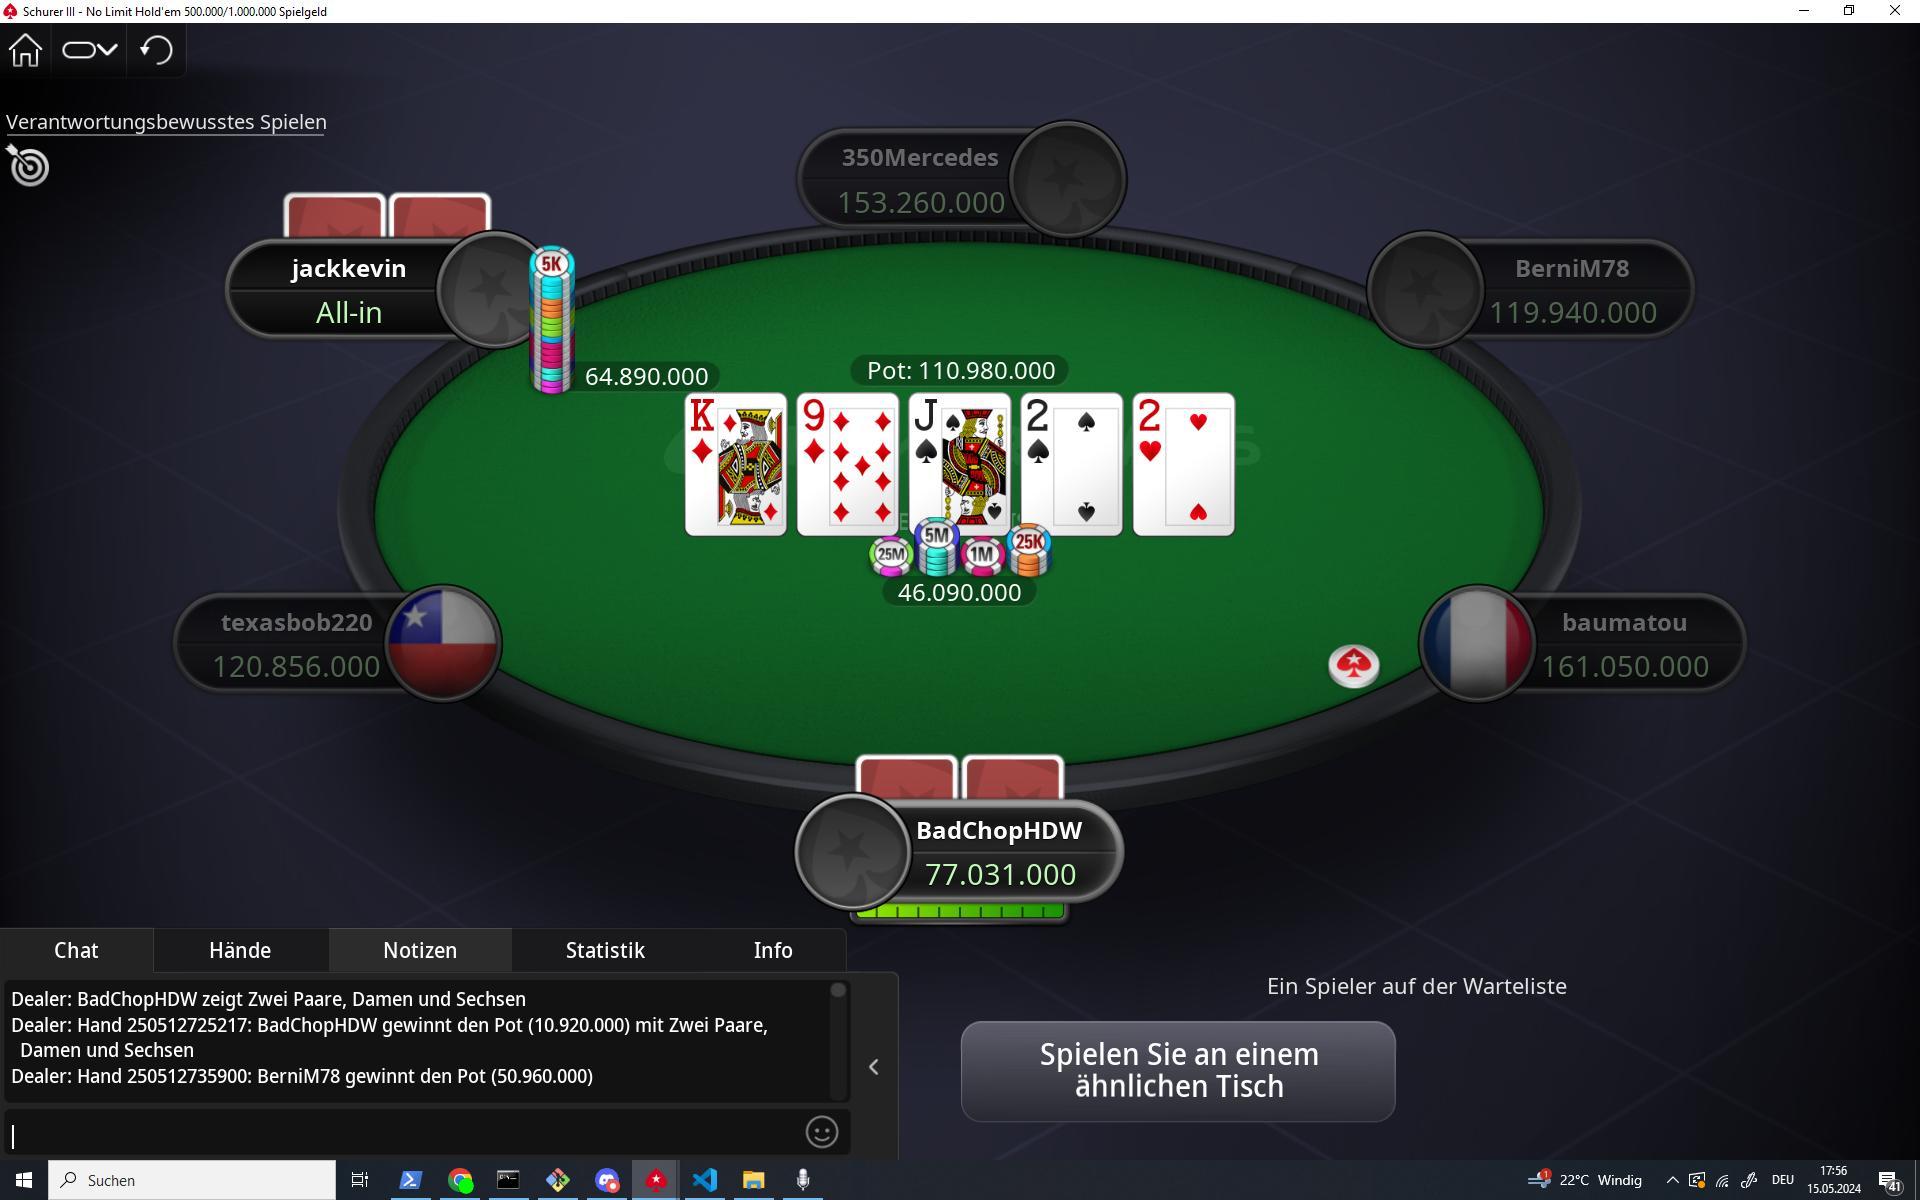 Schurer III - No Limit Hold'em 500.000/1.000.000 Spielgeld
Verantwortungsbewusstes Spielen
350Mercedes
153.260.000
jackkevin
All-in
BerniM78
119.940.000
5K
64.890.000
Pot: 110.980.000
K
9
J
2
2
25M
5M
1M
25K
46.090.000
texasbob220
120.856.000
baumatou
161.050.000
BadChopHDW
77.031.000
Chat
Hände
Notizen
Statistik
Info
Dealer: BadChopHDW zeigt Zwei Paare, Damen und Sechsen
Dealer: Hand 250512725217: BadChopHDW gewinnt den Pot (10.920.000) mit Zwei Paare,
Damen und Sechsen
Dealer: Hand 250512735900: BerniM78 gewinnt den Pot (50.960.000)
Ein Spieler auf der Warteliste
Spielen Sie an einem
ähnlichen Tisch
Suchen
1
22°C Windig
DEU
17:56
15.05.2024
41